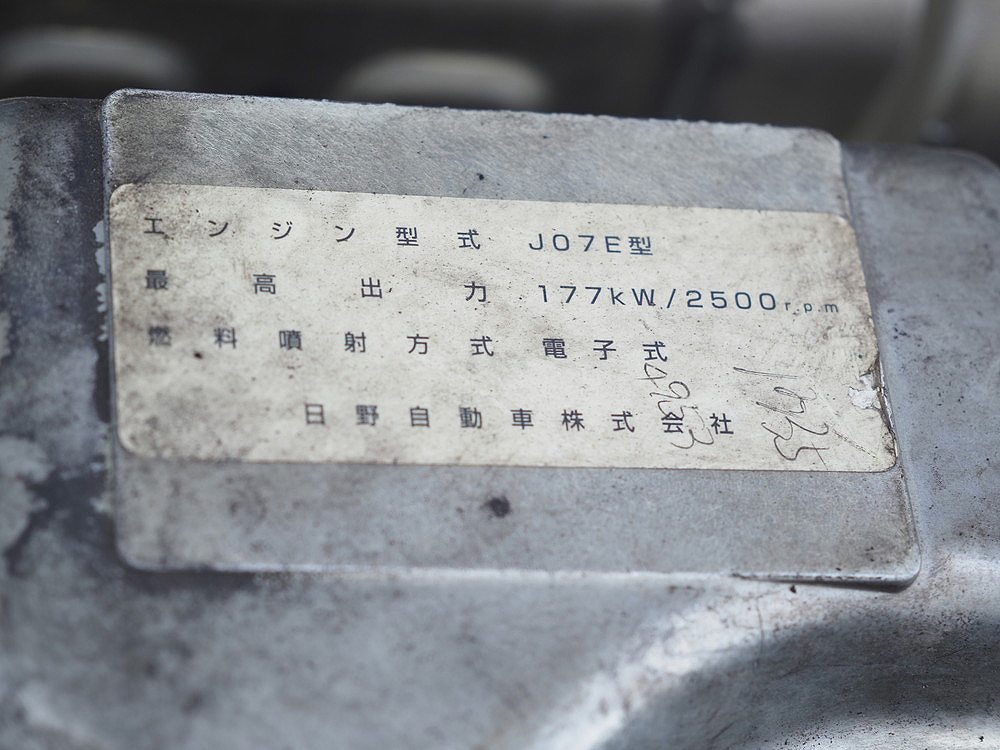 エンジン型式 J07E型
最高出力 177kW/2500r.p.m
燃料噴射方式 電子式
日野自動車株式会社